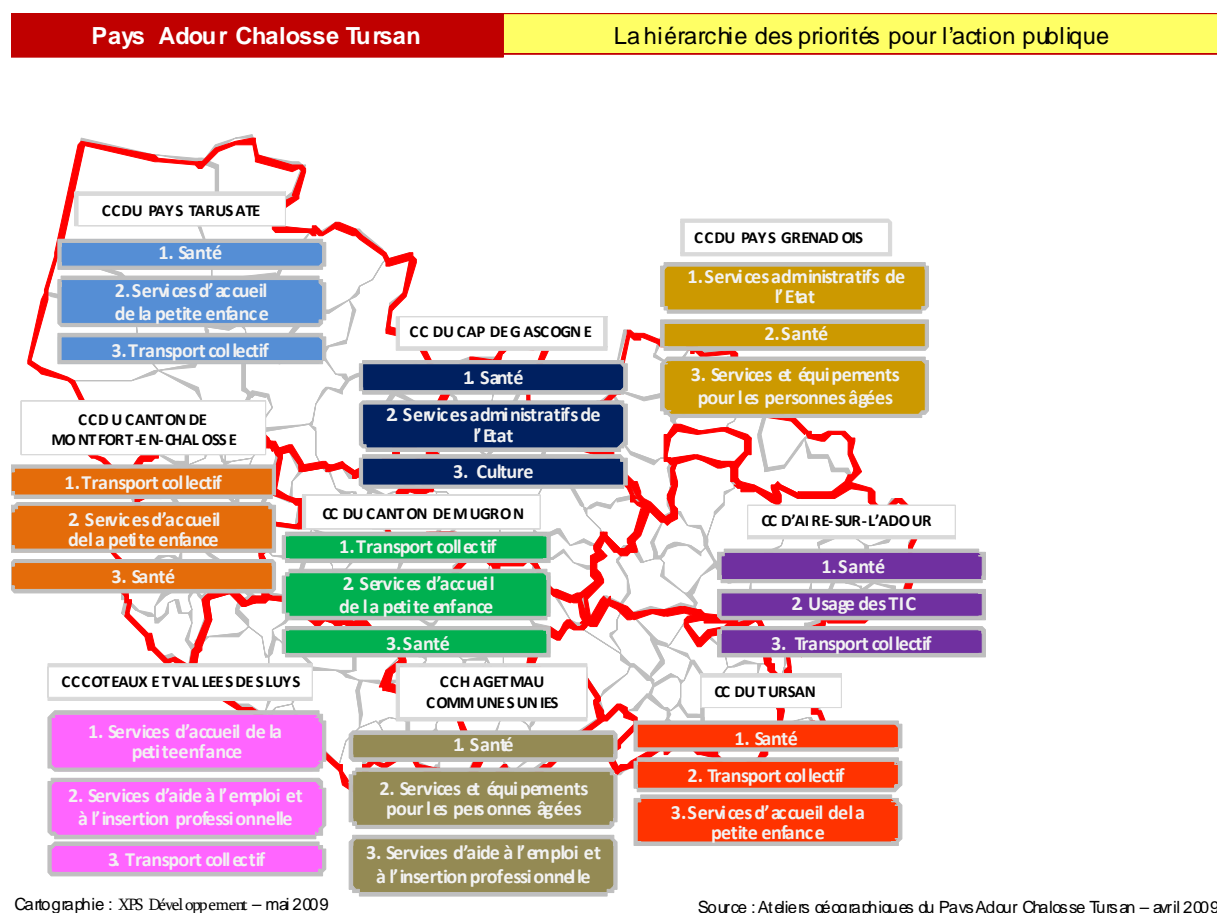 Pays Adour Chalosse Tursan
La hiérarchie des priorités pour l'action publique
CC DU PAYS TARUSATE
1. Santé
2. Services d'accueil
de la petite enfance
3. Transport collectif
CC DU PAYS GRENADOIS
1. Services administratifs de
l'Etat
2. Santé
3. Services et équipements
pour les personnes âgées
CC DU CAP DE GASCOGNE
1. Santé
2. Services administratifs de
l'Etat
3. Culture
CC DU CANTON DE
MONTFORT-EN-CHALOSSE
1. Transport collectif
2. Services d'accueil
de la petite enfance
3. Santé
CC DU CANTON DE MUGRON
1. Transport collectif
2. Services d'accueil
de la petite enfance
3. Santé
CC D'AIRE-SUR-L'ADOUR
1. Santé
2. Usage des TIC
3. Transport collectif
CC COTEAUX ET VALLEES DES LUYS
1. Services d'accueil de la
petite enfance
2. Services d'aide à l'emploi et
à l'insertion professionnelle
3. Transport collectif
CC HAGETMAU
COMMUNES UNIES
1. Santé
2. Services et équipements
pour les personnes âgées
3. Services d'aide à l'emploi et
à l'insertion professionnelle
CC DU TURSAN
1. Santé
2. Transport collectif
3. Services d'accueil de la
petite enfance
Cartographie : XPS Développement – mai 2009
Source : Ateliers géographiques du Pays Adour Chalosse Tursan – avril 2009